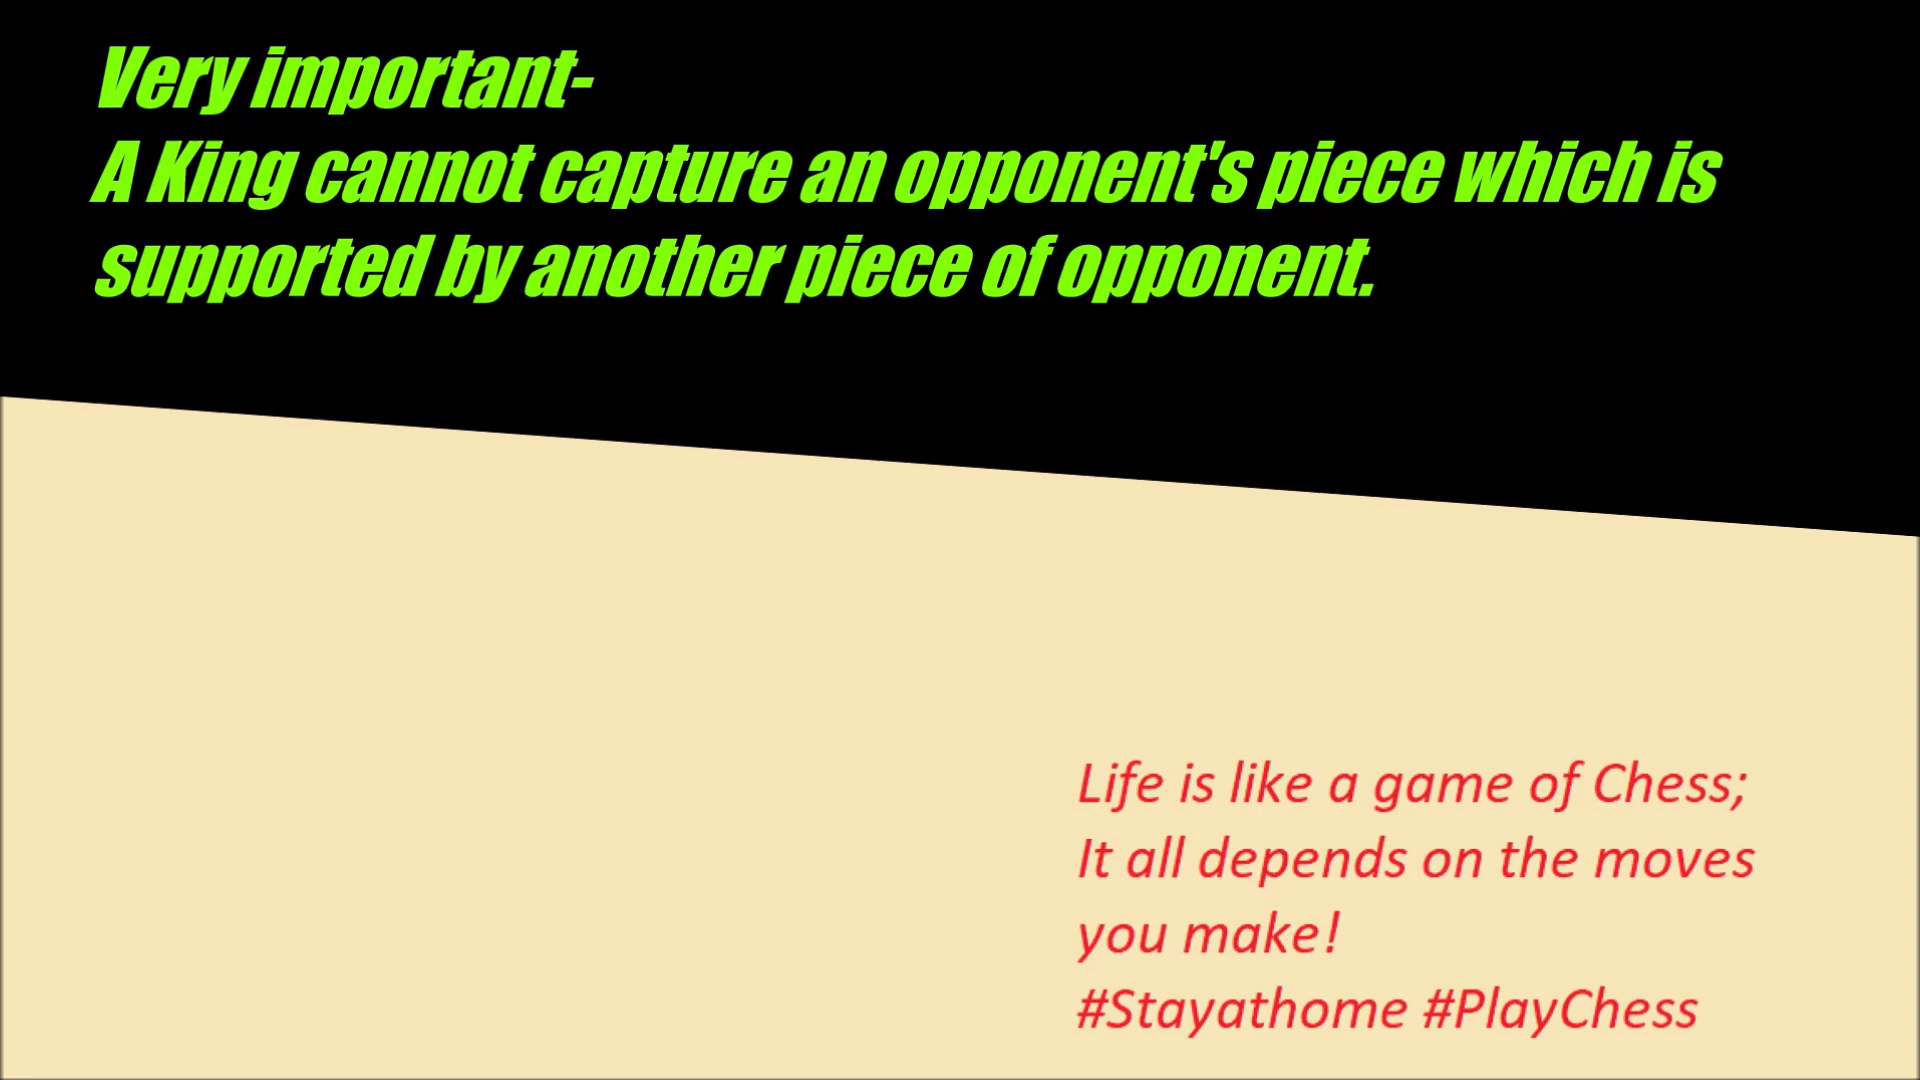 Very important-
A King cannot capture an opponent's piece which is
supported by another piece of opponent.
Life is like a game of Chess;
It all depends on the moves
you make!
#Stayathome #PlayChess